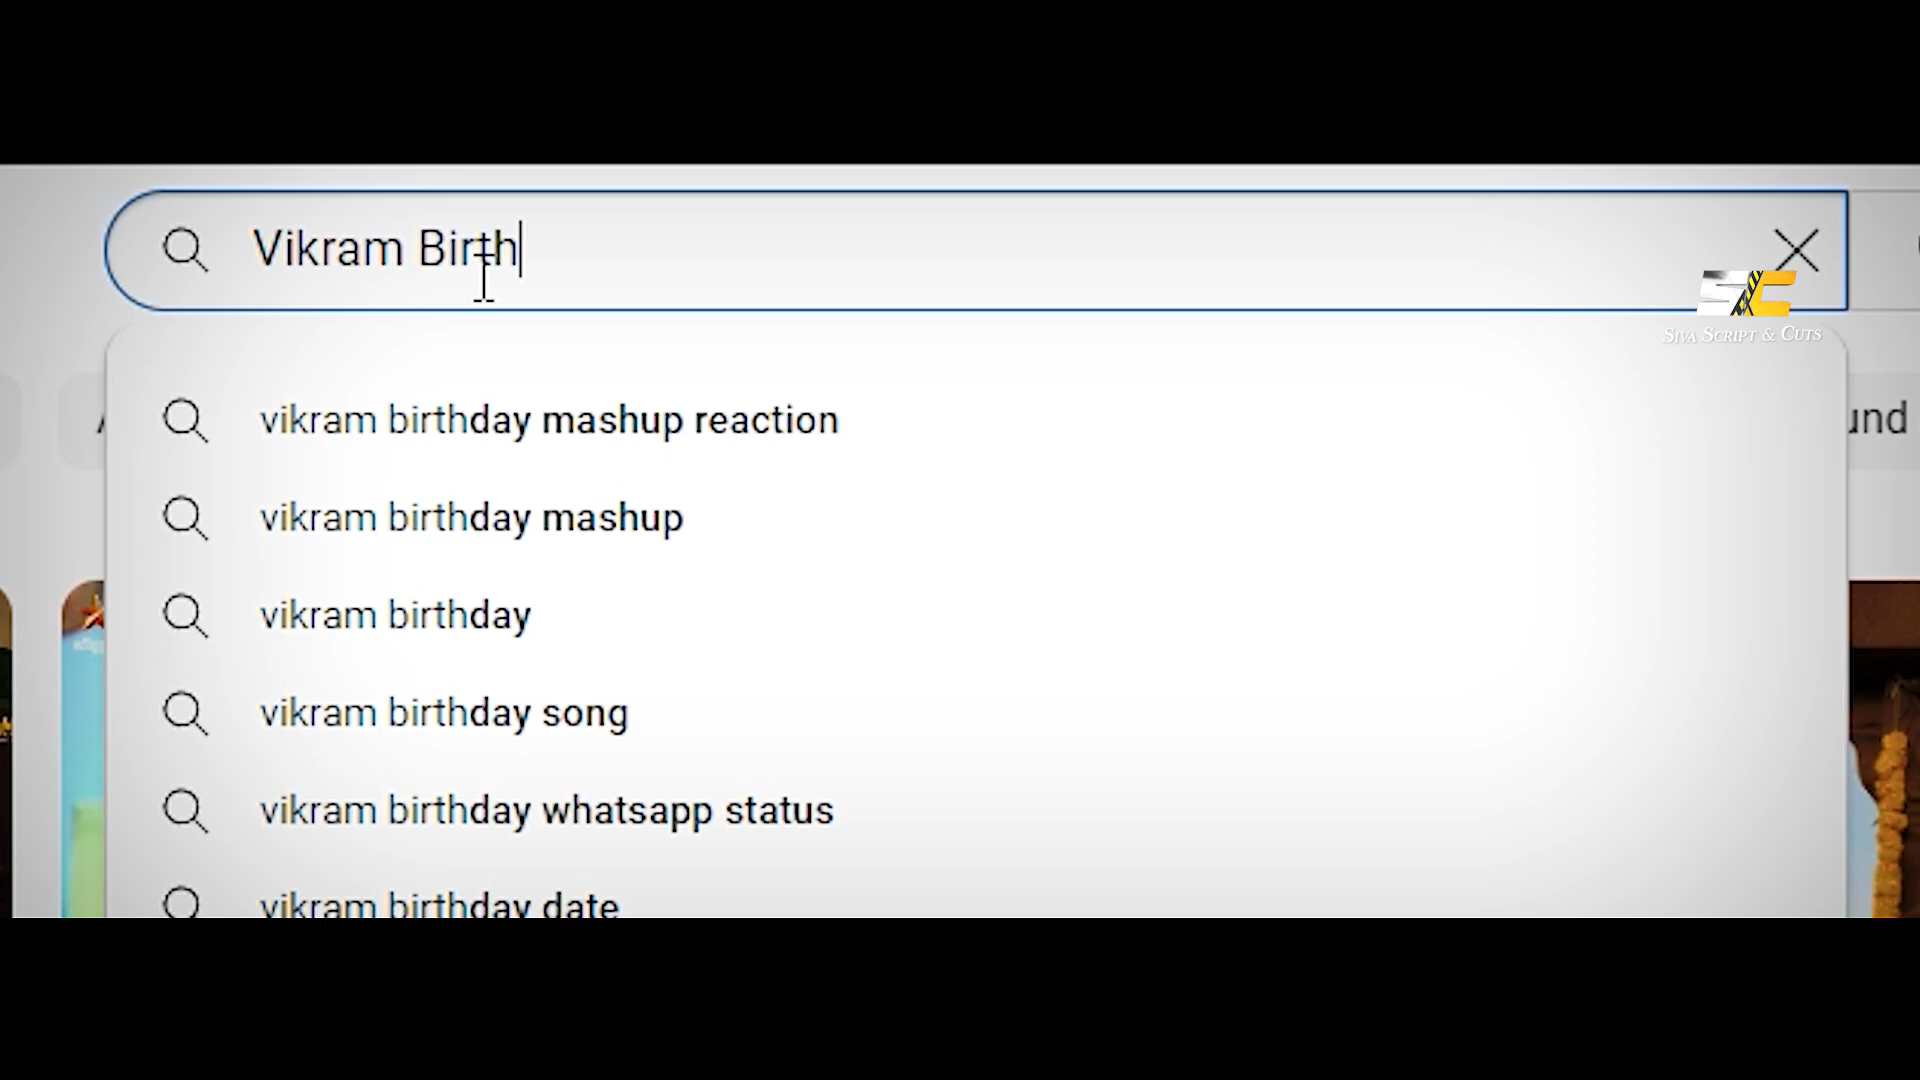 Vikram Birth
SC
SIVA SCRIPT & CUTS
vikram birthday mashup reaction
und
vikram birthday mashup
vikram birthday
vikram birthday song
vikram birthday whatsapp status
vikram birthday date